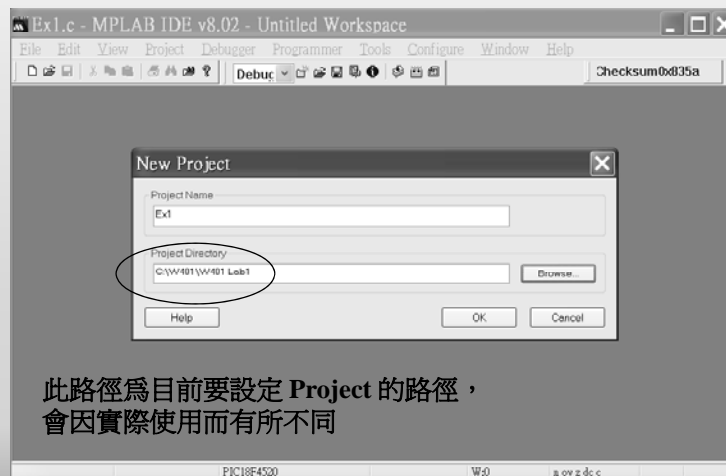 Ex1.c - MPLAB IDE v8.02 - Untitled Workspace
File Edit View Project Debugger Programmer Tools Configure Window Help
Debug Checksum0x835a
New Project
Project Name
Ex1
Project Directory
C:\W401\W401 Lab1
Browse...
Help OK Cancel
此路徑為目前要設定 Project 的路徑，
會因實際使用而有所不同
PIC18F4520 W:0 n ov z dc c